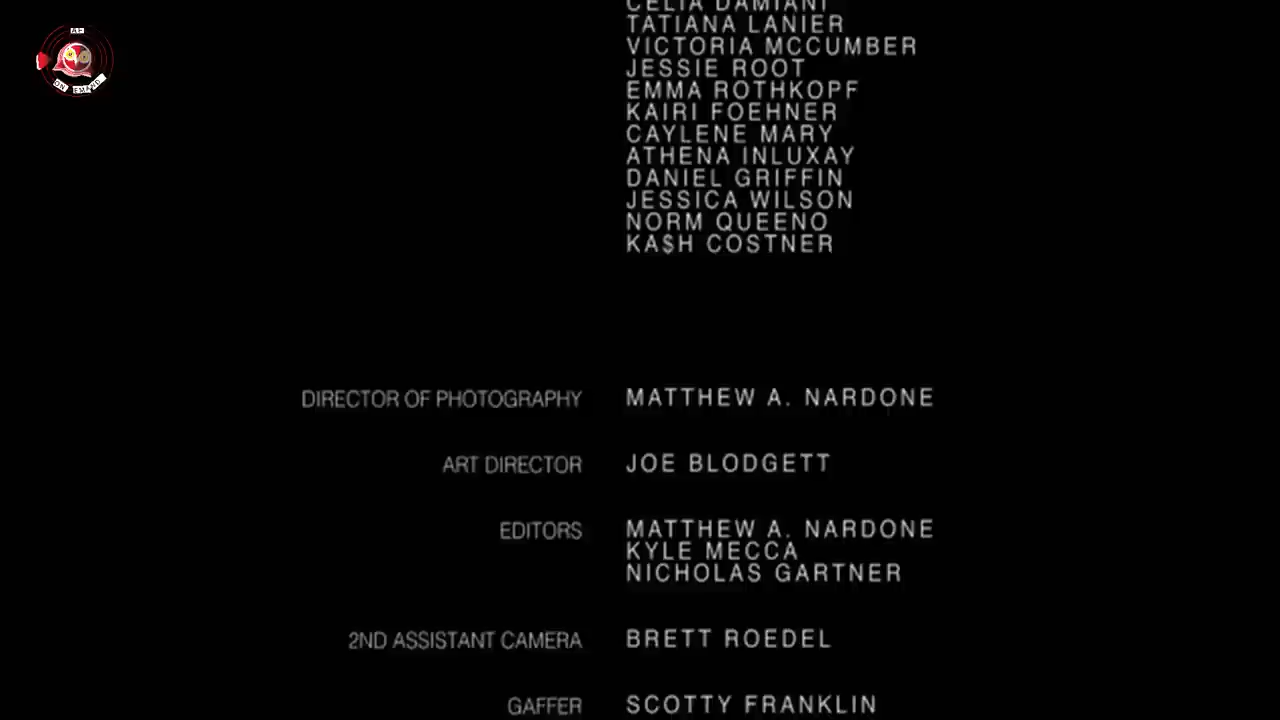 CELIA DAMIANI
TATIANA LANIER
VICTORIA MCCUMBER
JESSIE ROOT
EMMA ROTHKOPF
KAIRI FOEHNER
CAYLENE MARY
ATHENA INLUXAY
DANIEL GRIFFIN
JESSICA WILSON
NORM QUEENO
KA$H COSTNER
DIRECTOR OF PHOTOGRAPHY MATTHEW A. NARDONE
ART DIRECTOR JOE BLODGETT
EDITORS MATTHEW A. NARDONE
KYLE MECCA
NICHOLAS GARTNER
2ND ASSISTANT CAMERA BRETT ROEDEL
GAFFER SCOTTY FRANKLIN